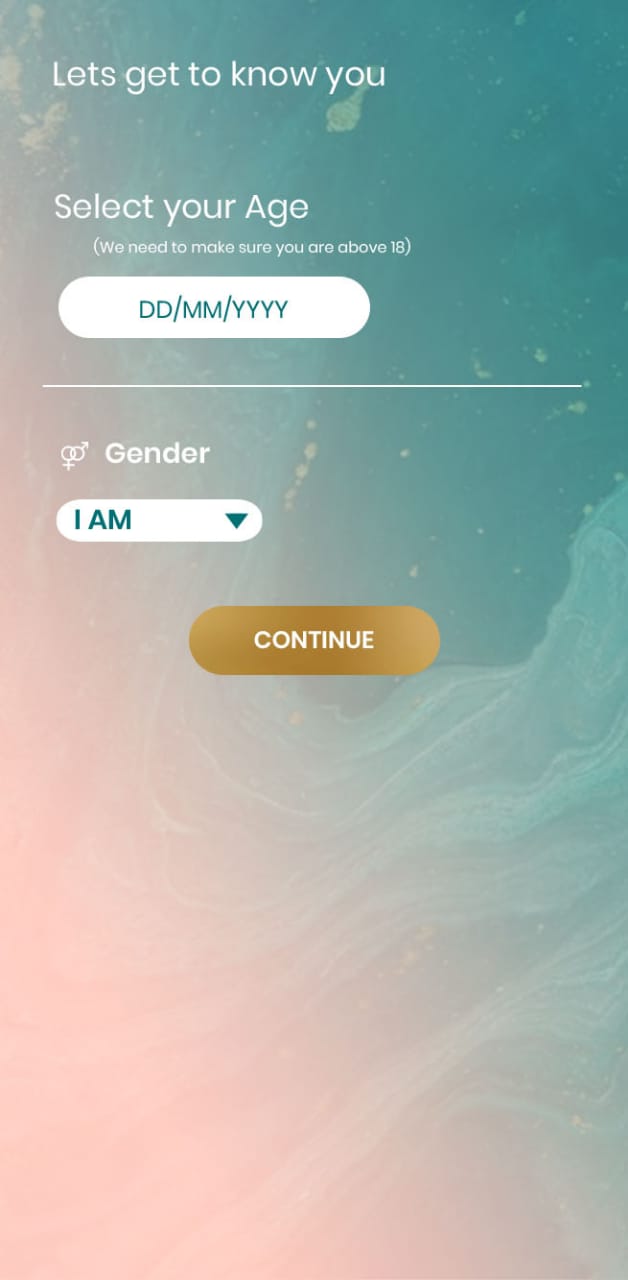 Lets get to know you
Select your Age
(We need to make sure you are above 18)
DD/MM/YYYY
Gender
I AM
CONTINUE